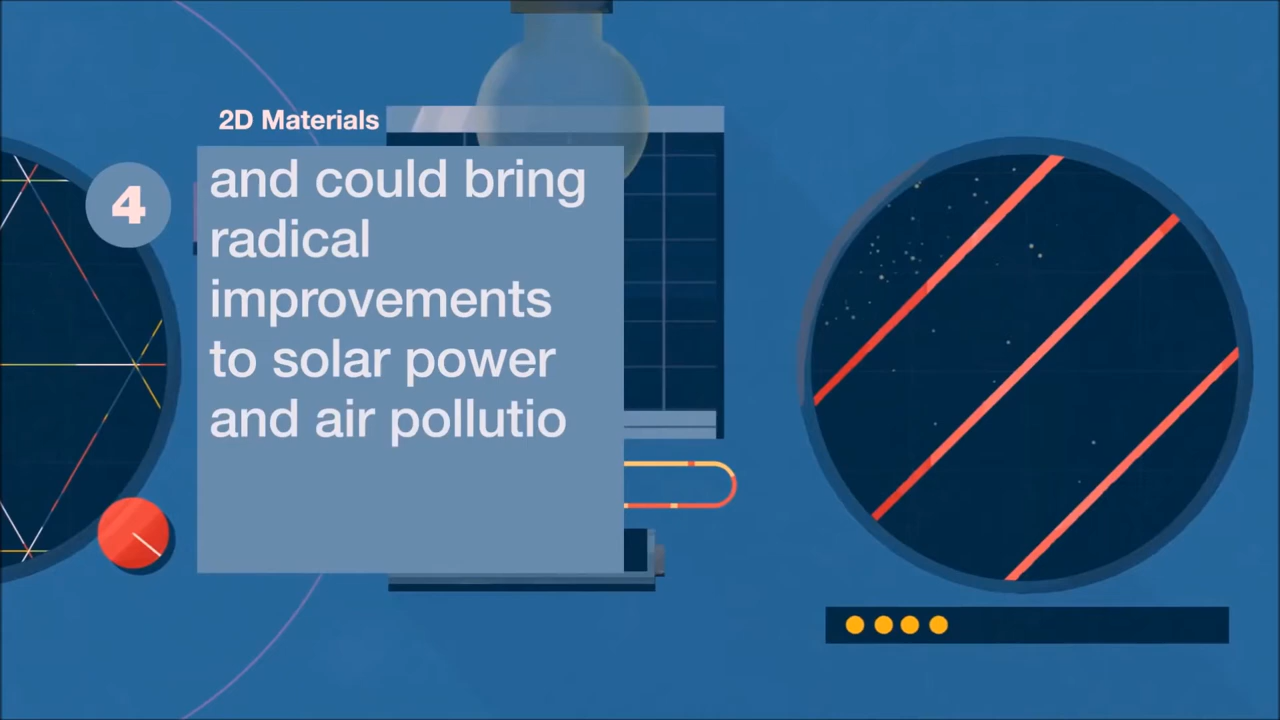 2D Materials
4
and could bring
radical
improvements
to solar power
and air pollutio